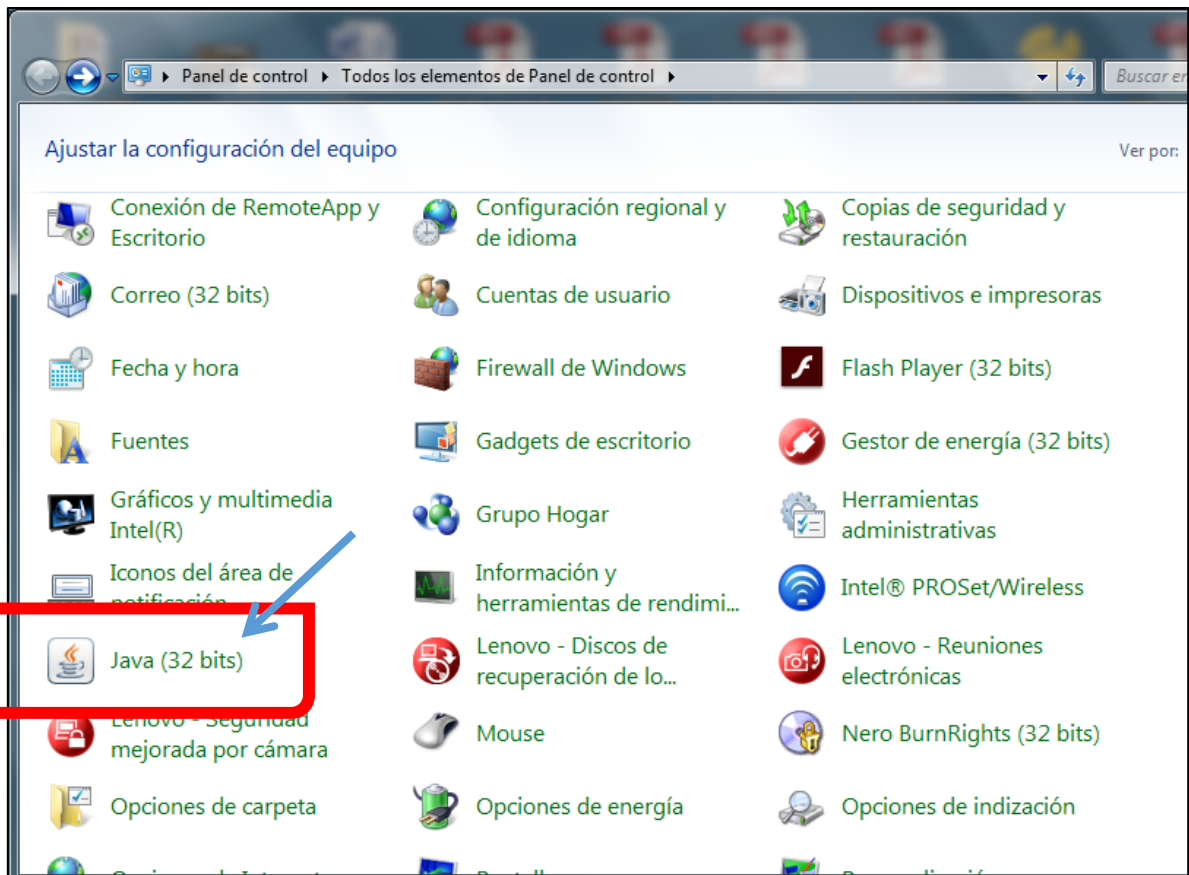 Panel de control ▸ Todos los elementos de Panel de control ▸
Buscar en
Ajustar la configuración del equipo
Ver por:
Conexión de RemoteApp y
Escritorio
Configuración regional y
de idioma
Copias de seguridad y
restauración
Correo (32 bits)
Cuentas de usuario
Dispositivos e impresoras
Fecha y hora
Firewall de Windows
Flash Player (32 bits)
Fuentes
Gadgets de escritorio
Gestor de energía (32 bits)
Gráficos y multimedia
Intel(R)
Grupo Hogar
Herramientas
administrativas
Iconos del área de
notificación
Información y
herramientas de rendimi...
Intel® PROSet/Wireless
Java (32 bits)
Lenovo - Discos de
recuperación de lo...
Lenovo - Reuniones
electrónicas
Lenovo - Seguridad
mejorada por cámara
Mouse
Nero BurnRights (32 bits)
Opciones de carpeta
Opciones de energía
Opciones de indización